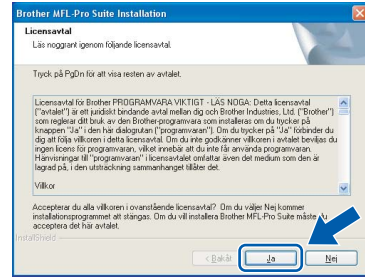 Brother MFL-Pro Suite Installation
Licensavtal
Läs noggrant igenom följande licensavtal.
Tryck på PgDn för att visa resten av avtalet.
Licensavtal för Brother PROGRAMVARA VIKTIGT - LÄS NOGA: Detta licensavtal
("avtalet") är ett juridiskt bindande avtal mellan dig och Brother Industries, Ltd. ("Brother")
som reglerar ditt bruk av den Brother-programvara som installeras om du trycker på
knappen "Ja" i den här dialogrutan ("programvaran"). Om du trycker på "Ja" förbinder du
dig att följa villkoren i detta licensavtal. Om du inte godkänner villkoren i avtalet beviljas du
ingen licens för programvaran, vilket innebär att du inte får använda programvaran.
Hänvisningar till "programvaran" i licensavtalet omfattar även det medium som den är
lagrad på, i den utsträckning sammanhanget tillåter det.
Villkor
Accepterar du alla villkoren i ovanstående licensavtal? Om du väljer Nej kommer
installationsprogrammet att stängas. Om du vill installera Brother MFL-Pro Suite måste du
acceptera det här avtalet.
InstallShield
< Bakåt
Ja
Nej